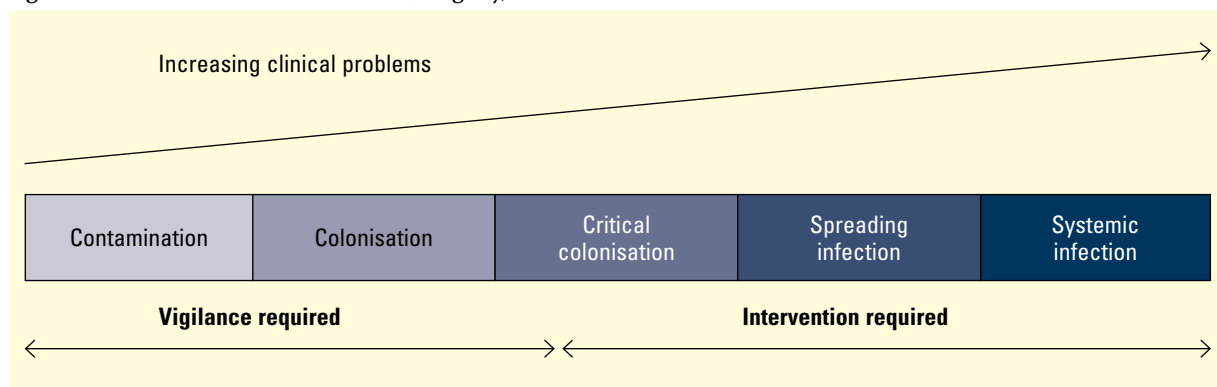 Increasing clinical problems
Contamination
Colonisation
Critical
colonisation
Spreading
infection
Systemic
infection
Vigilance required
Intervention required